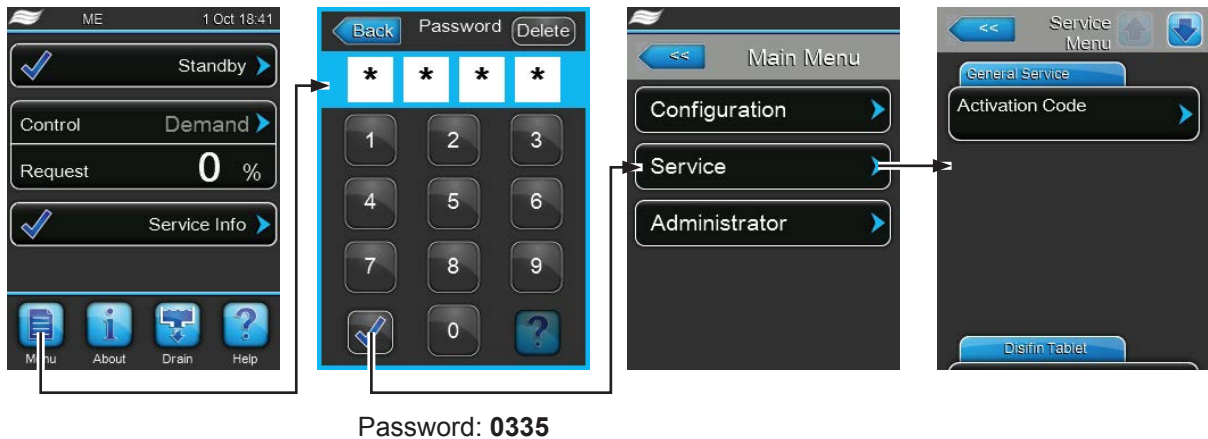 ME 1 Oct 18:41
Standby
Control Demand
Request 0 %
Service Info
Menu About Drain Help
Back Password Delete
* * * *
1 2 3
4 5 6
7 8 9
0 ?
Password: 0335
<< Main Menu
Configuration
Service
Administrator
<< Service
Menu
General Service
Activation Code
Disifin Tablet